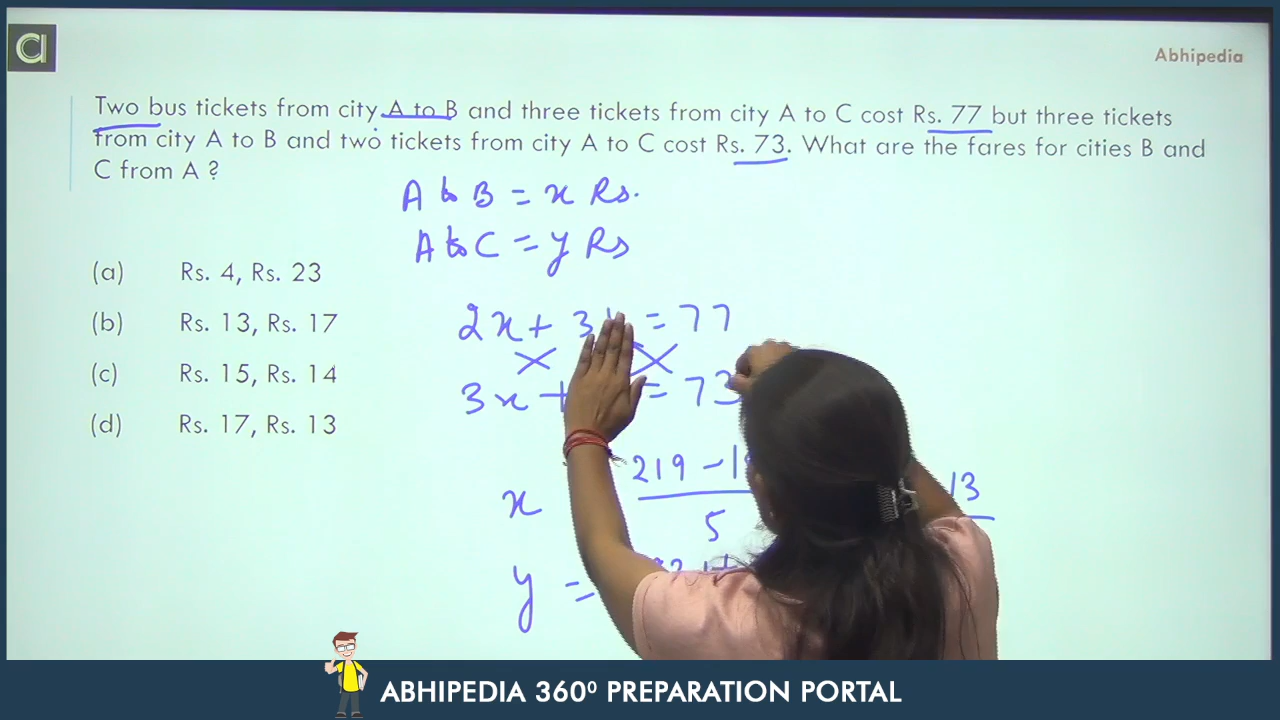 Abhipedia
Two bus tickets from city A to B and three tickets from city A to C cost Rs. 77 but three tickets
from city A to B and two tickets from city A to C cost Rs. 73. What are the fares for cities B and
C from A ?
A to B = x Rs.
A to C = y Rs
(a) Rs. 4, Rs. 23
(b) Rs. 13, Rs. 17
(c) Rs. 15, Rs. 14
(d) Rs. 17, Rs. 13
2x + 3 = 77
3x + = 73
x 219 - 1
5
13
y =
ABHIPEDIA 360⁰ PREPARATION PORTAL